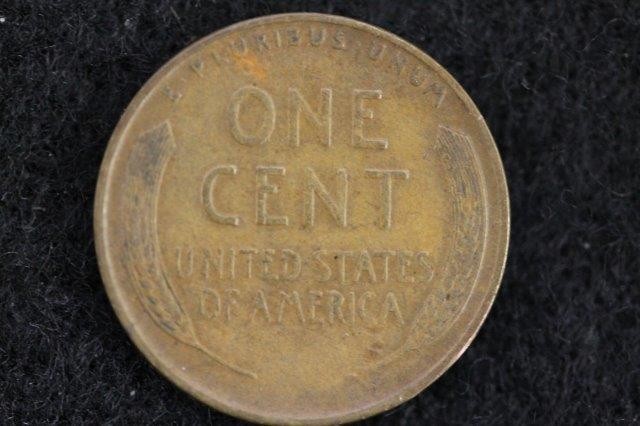 E PLURIBUS UNUM
ONE
CENT
UNITED STATES
OF AMERICA